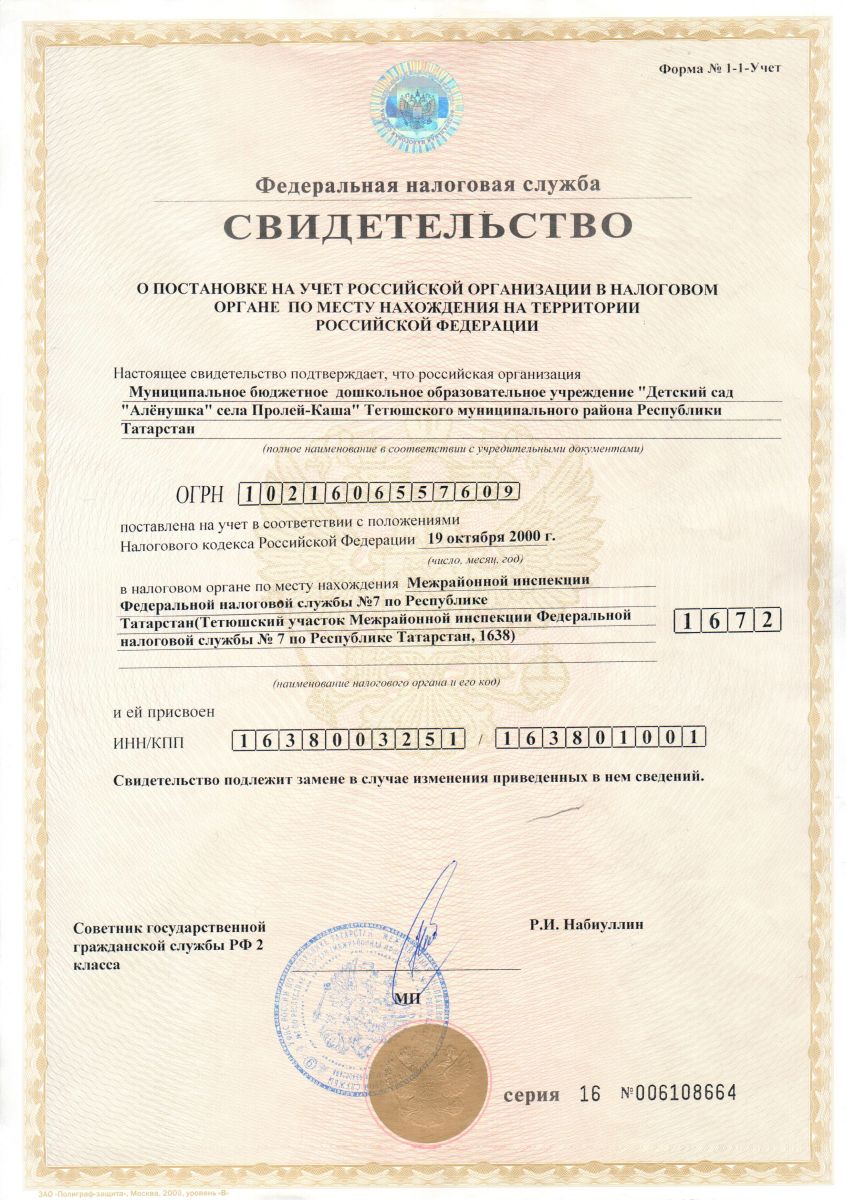 Форма № 1-1-Учет
Федеральная налоговая служба
СВИДЕТЕЛЬСТВО
О ПОСТАНОВКЕ НА УЧЕТ РОССИЙСКОЙ ОРГАНИЗАЦИИ В НАЛОГОВОМ
ОРГАНЕ ПО МЕСТУ НАХОЖДЕНИЯ НА ТЕРРИТОРИИ
РОССИЙСКОЙ ФЕДЕРАЦИИ
Настоящее свидетельство подтверждает, что российская организация
Муниципальное бюджетное дошкольное образовательное учреждение "Детский сад
"Алёнушка" села Пролей-Каша" Тетюшского муниципального района Республики
Татарстан
(полное наименование в соответствии с учредительными документами)
ОГРН 1021606557609
поставлена на учет в соответствии с положениями
Налогового кодекса Российской Федерации 19 октября 2000 г.
(число, месяц, год)
в налоговом органе по месту нахождения Межрайонной инспекции
Федеральной налоговой службы №7 по Республике
Татарстан(Тетюшский участок Межрайонной инспекции Федеральной
налоговой службы № 7 по Республике Татарстан, 1638)
1672
(наименование налогового органа и его код)
и ей присвоен
ИНН/КПП 1638003251 / 163801001
Свидетельство подлежит замене в случае изменения приведенных в нем сведений.
Советник государственной
гражданской службы РФ 2
класса
Р.И. Набиуллин
МП
серия 16 №006108664
ЗАО «Полиграф-защита», Москва, 2009, уровень «В»